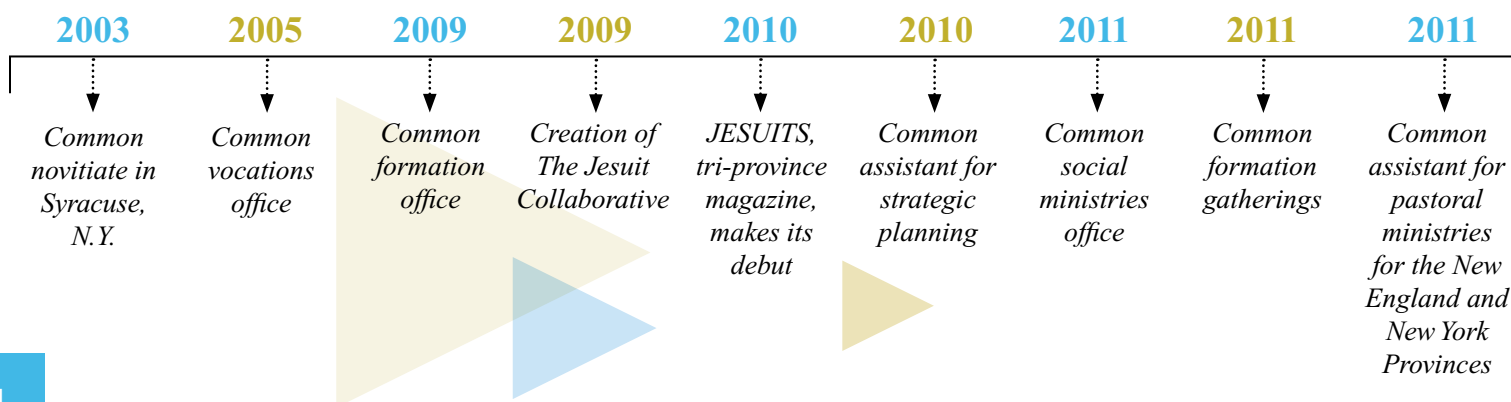 2003
2005
2009
2009
2010
2010
2011
2011
2011
Common
novitiate in
Syracuse,
N.Y.
Common
vocations
office
Common
formation
office
Creation of
The Jesuit
Collaborative
JESUITS,
tri-province
magazine,
makes its
debut
Common
assistant for
strategic
planning
Common
social
ministries
office
Common
formation
gatherings
Common
assistant for
pastoral
ministries
for the New
England and
New York
Provinces